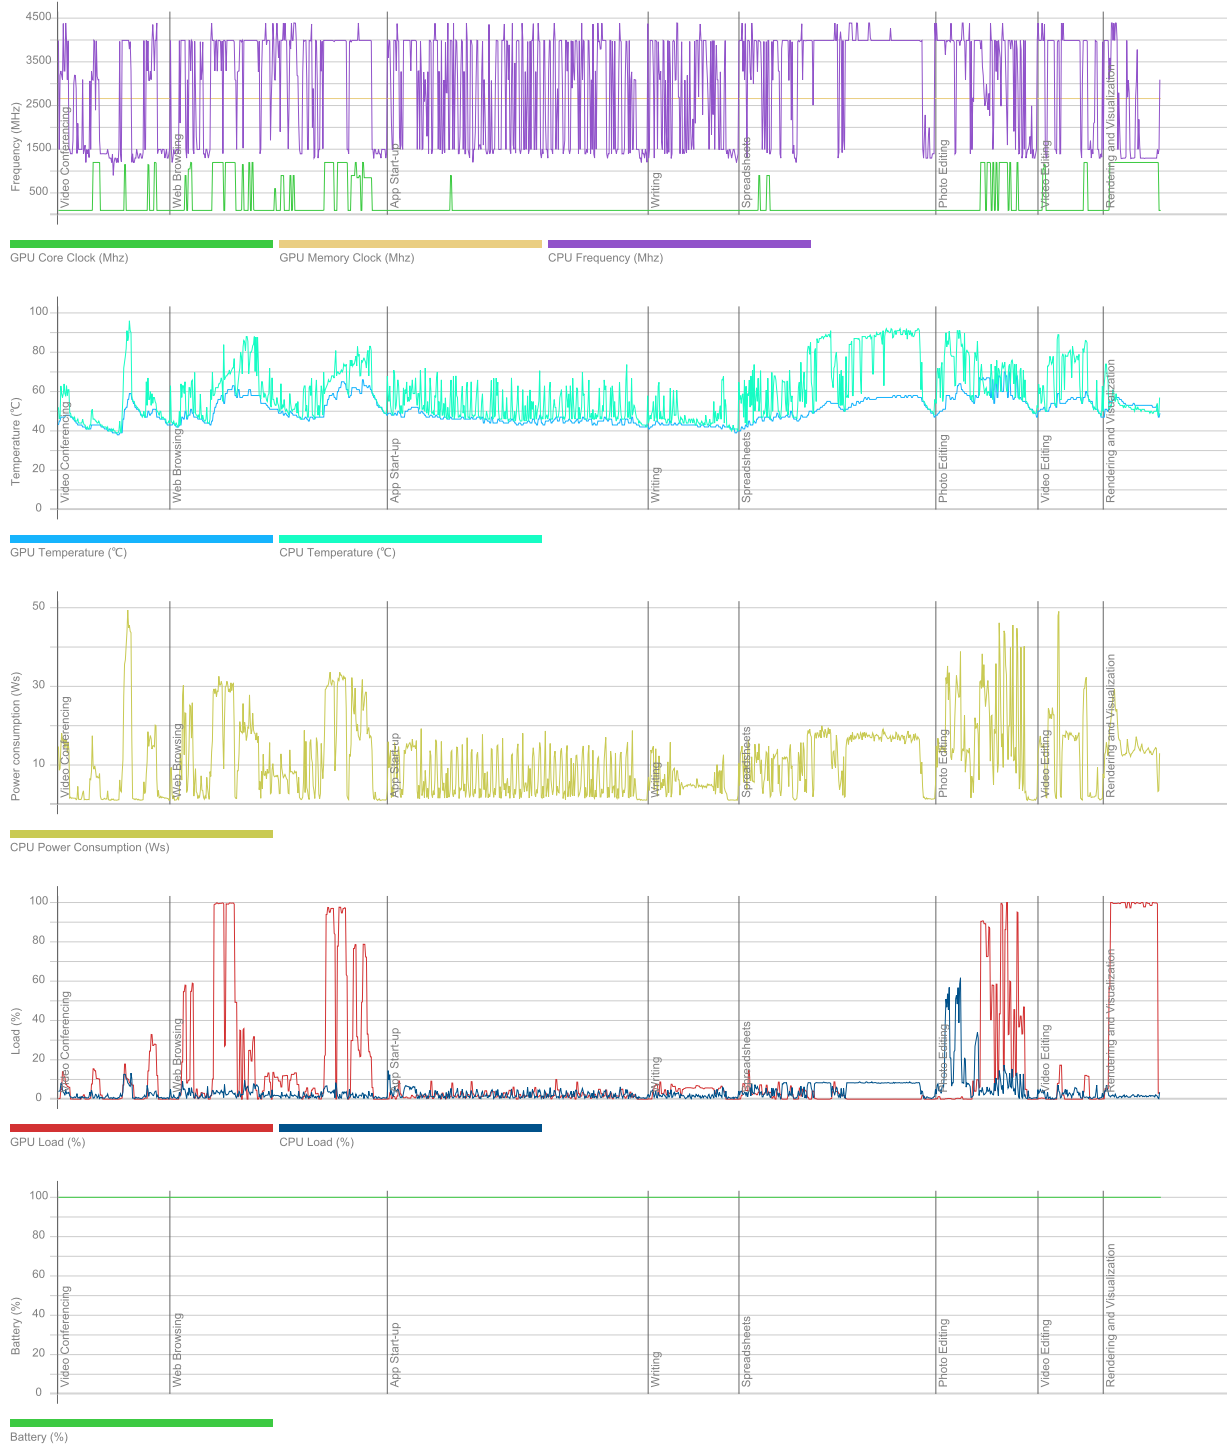 4500
3500
2500
1500
500
Frequency (MHz)
Video Conferencing
Web Browsing
App Start-up
Writing
Spreadsheets
Photo Editing
Video Editing
Rendering and Visualization
GPU Core Clock (Mhz)
GPU Memory Clock (Mhz)
CPU Frequency (Mhz)
100
80
60
40
20
0
Temperature (℃)
Video Conferencing
Web Browsing
App Start-up
Writing
Spreadsheets
Photo Editing
Video Editing
Rendering and Visualization
GPU Temperature (℃)
CPU Temperature (℃)
50
30
10
Power consumption (Ws)
Video Conferencing
Web Browsing
App Start-up
Writing
Spreadsheets
Photo Editing
Video Editing
Rendering and Visualization
CPU Power Consumption (Ws)
100
80
60
40
20
0
Load (%)
Video Conferencing
Web Browsing
App Start-up
Writing
Spreadsheets
Photo Editing
Video Editing
Rendering and Visualization
GPU Load (%)
CPU Load (%)
100
80
60
40
20
0
Battery (%)
Video Conferencing
Web Browsing
App Start-up
Writing
Spreadsheets
Photo Editing
Video Editing
Rendering and Visualization
Battery (%)